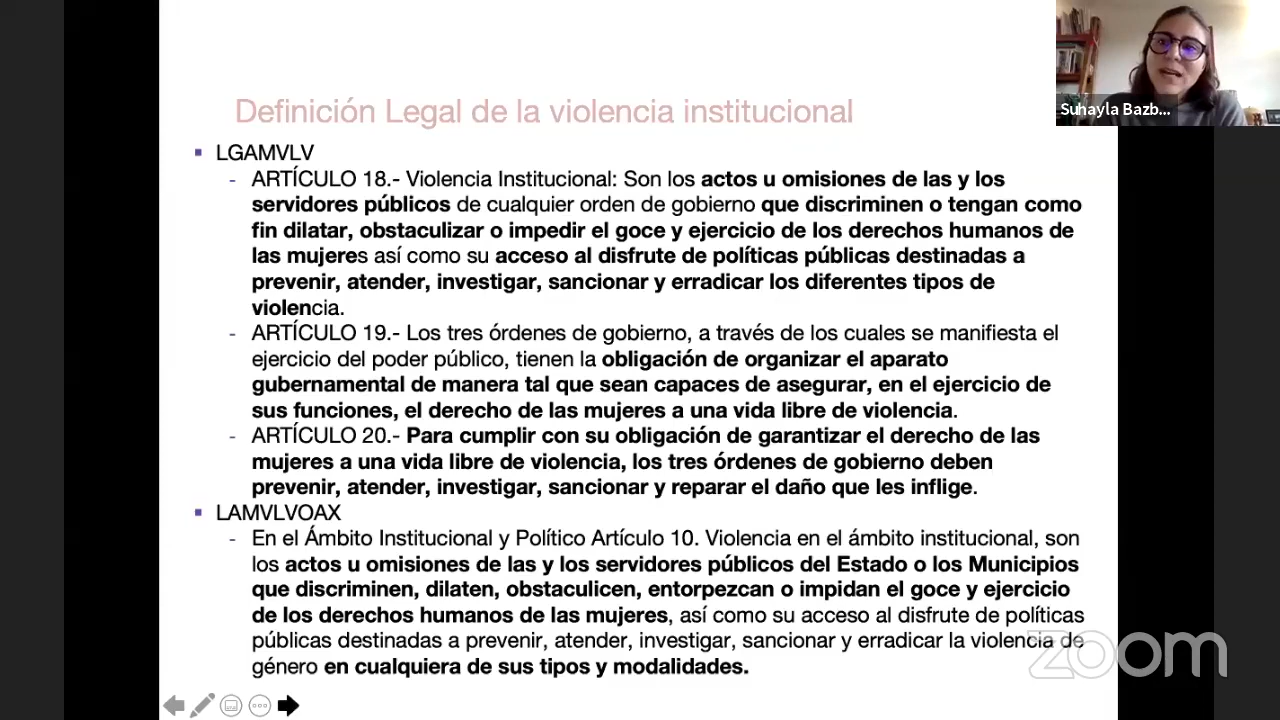 Definición Legal de la violencia institucional
▪ LGAMVLV
- ARTÍCULO 18.- Violencia Institucional: Son los actos u omisiones de las y los
servidores públicos de cualquier orden de gobierno que discriminen o tengan como
fin dilatar, obstaculizar o impedir el goce y ejercicio de los derechos humanos de
las mujeres así como su acceso al disfrute de políticas públicas destinadas a
prevenir, atender, investigar, sancionar y erradicar los diferentes tipos de
violencia.
- ARTÍCULO 19.- Los tres órdenes de gobierno, a través de los cuales se manifiesta el
ejercicio del poder público, tienen la obligación de organizar el aparato
gubernamental de manera tal que sean capaces de asegurar, en el ejercicio de
sus funciones, el derecho de las mujeres a una vida libre de violencia.
- ARTÍCULO 20.- Para cumplir con su obligación de garantizar el derecho de las
mujeres a una vida libre de violencia, los tres órdenes de gobierno deben
prevenir, atender, investigar, sancionar y reparar el daño que les inflige.
▪ LAMVLVOAX
- En el Ámbito Institucional y Político Artículo 10. Violencia en el ámbito institucional, son
los actos u omisiones de las y los servidores públicos del Estado o los Municipios
que discriminen, dilaten, obstaculicen, entorpezcan o impidan el goce y ejercicio
de los derechos humanos de las mujeres, así como su acceso al disfrute de políticas
públicas destinadas a prevenir, atender, investigar, sancionar y erradicar la violencia de
género en cualquiera de sus tipos y modalidades.
Suhayla Bazb...
zoom